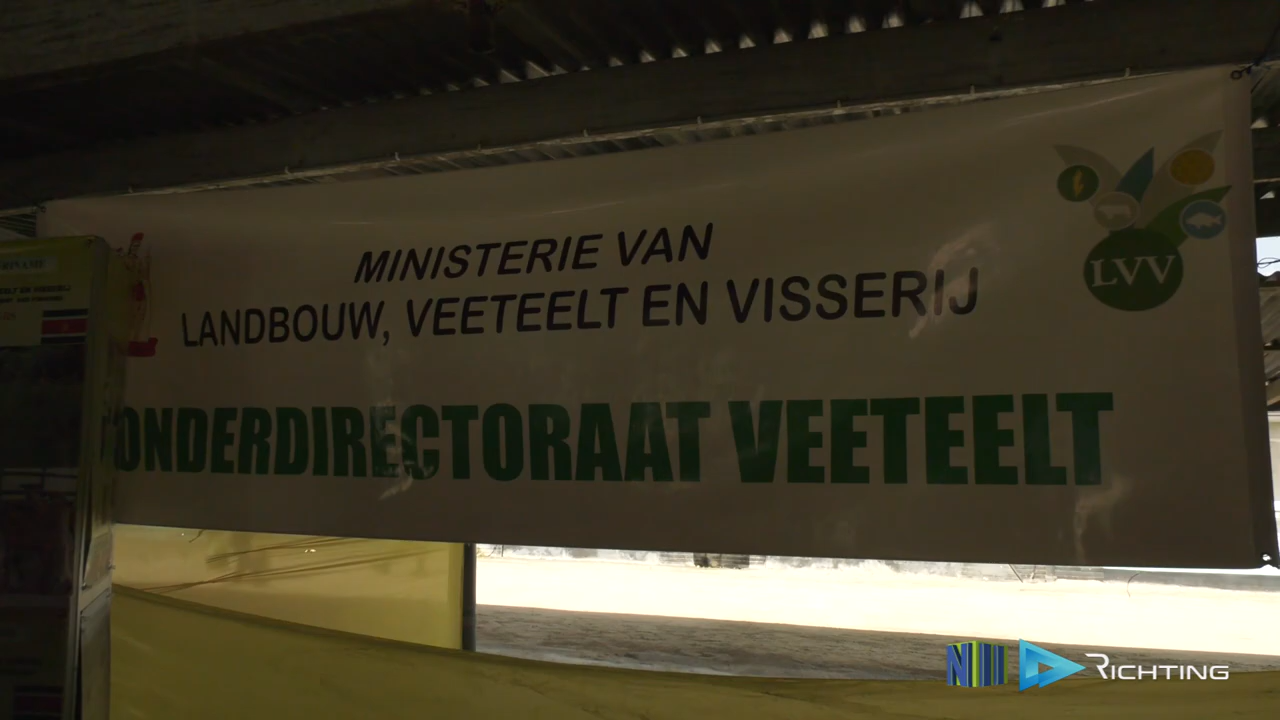 MINISTERIE VAN
LANDBOUW, VEETEELT EN VISSERIJ
LVV
ONDERDIRECTORAAT VEETEELT
RICHTING